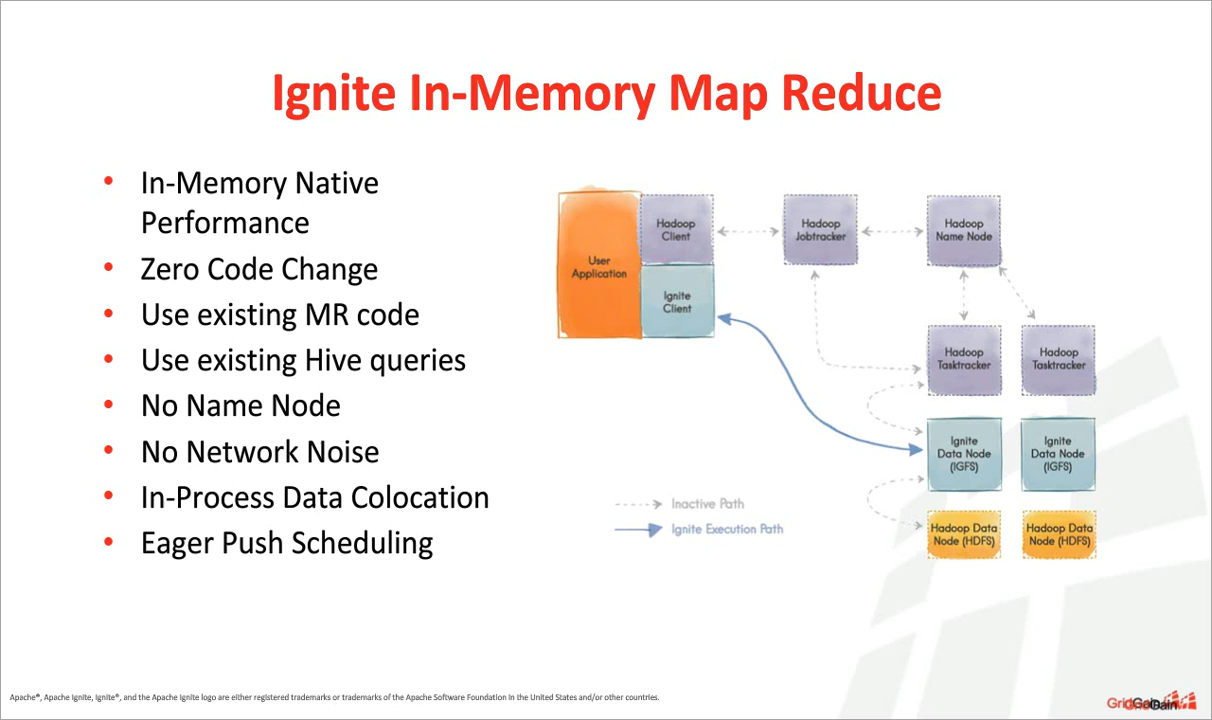 Ignite In-Memory Map Reduce
• In-Memory Native
Performance
• Zero Code Change
• Use existing MR code
• Use existing Hive queries
• No Name Node
• No Network Noise
• In-Process Data Colocation
• Eager Push Scheduling
User
Application
Hadoop
Client
Ignite
Client
Hadoop
Jobtracker
Hadoop
Name Node
Hadoop
Tasktracker
Hadoop
Tasktracker
Ignite
Data Node
(IGFS)
Ignite
Data Node
(IGFS)
Hadoop Data
Node (HDFS)
Hadoop Data
Node (HDFS)
Inactive Path
Ignite Execution Path
Apache®, Apache Ignite, Ignite®, and the Apache Ignite logo are either registered trademarks or trademarks of the Apache Software Foundation in the United States and/or other countries.
GridGain